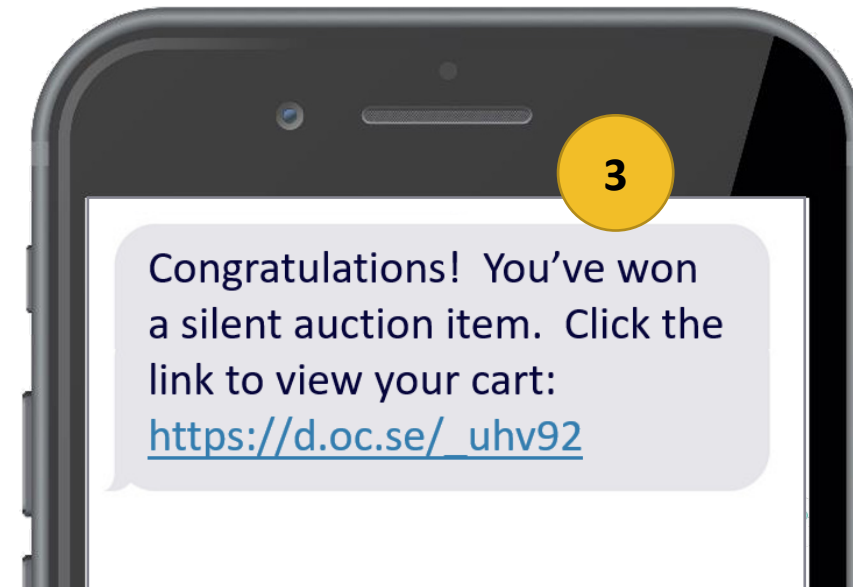 3
Congratulations!  You’ve won
a silent auction item.  Click the
link to view your cart:
https://d.oc.se/_uhv92